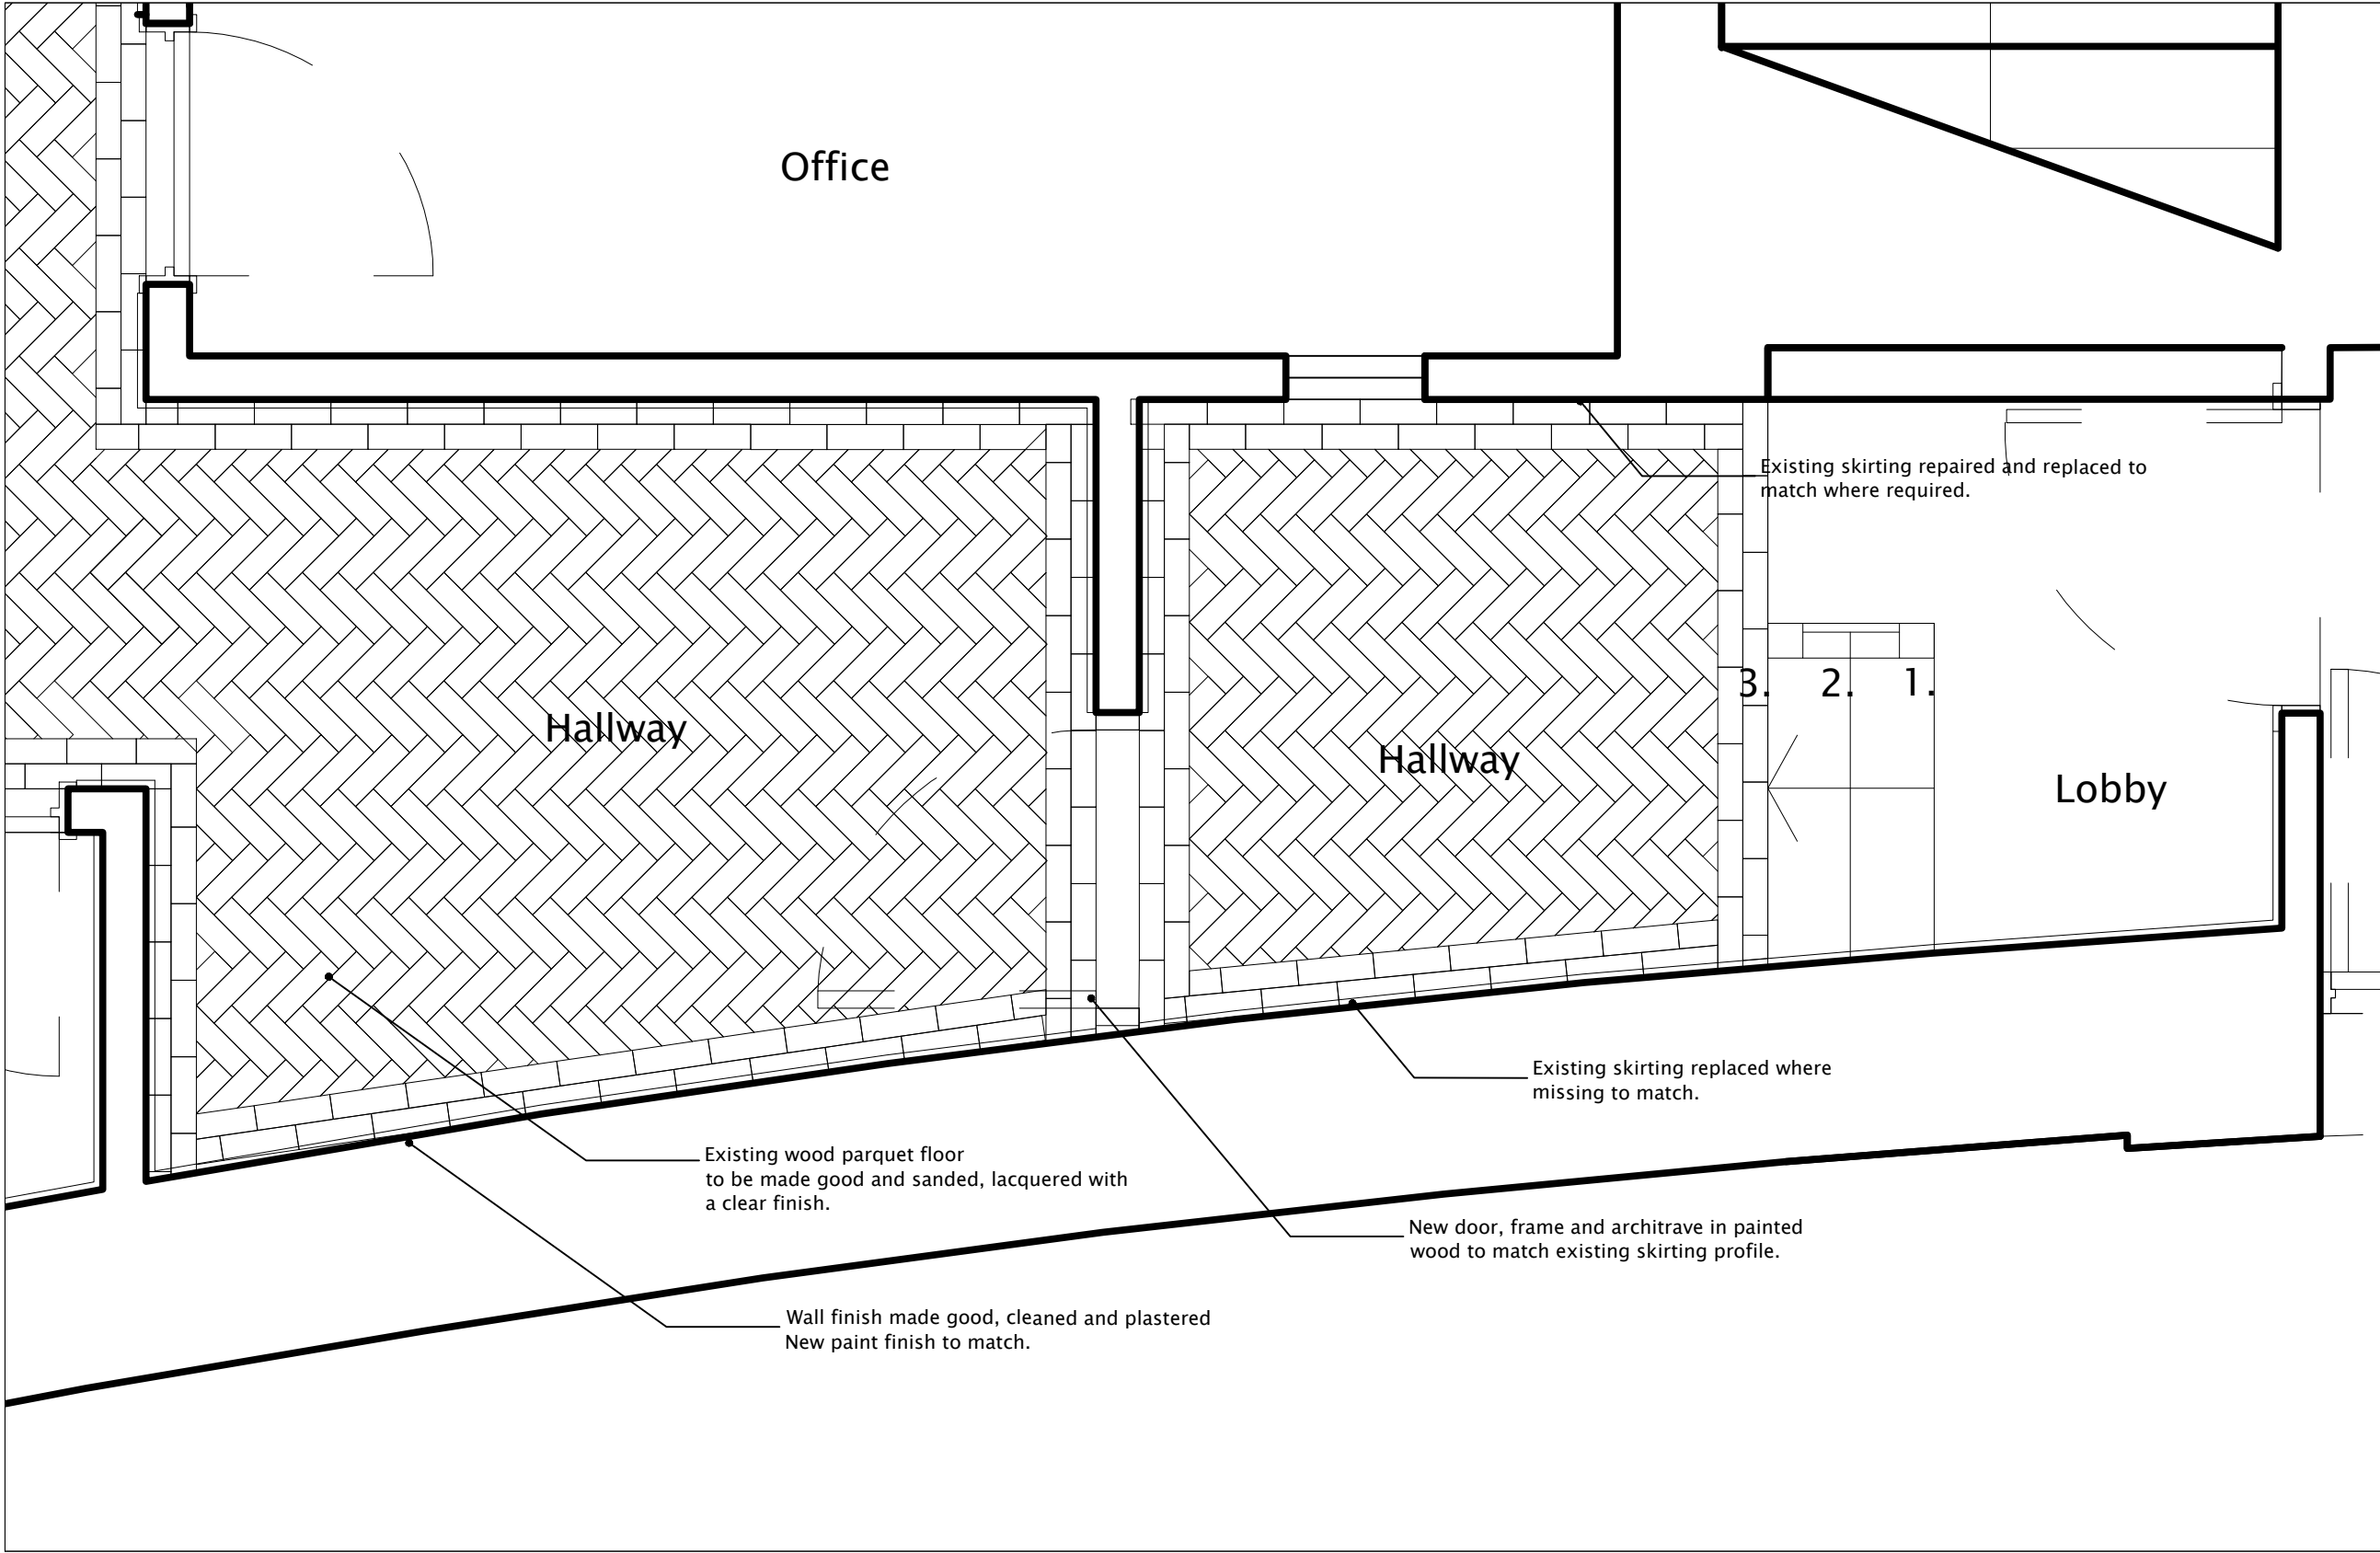 Office
Existing skirting repaired and replaced to
match where required.
3. 2. 1.
Hallway
Hallway
Lobby
Existing skirting replaced where
missing to match.
Existing wood parquet floor
to be made good and sanded, lacquered with
a clear finish.
New door, frame and architrave in painted
wood to match existing skirting profile.
Wall finish made good, cleaned and plastered
New paint finish to match.